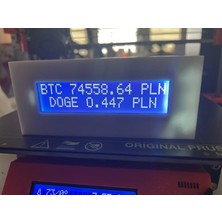 BTC 74558.64 PLN
DOGE 0.447 PLN
ORIGINAL PRUS